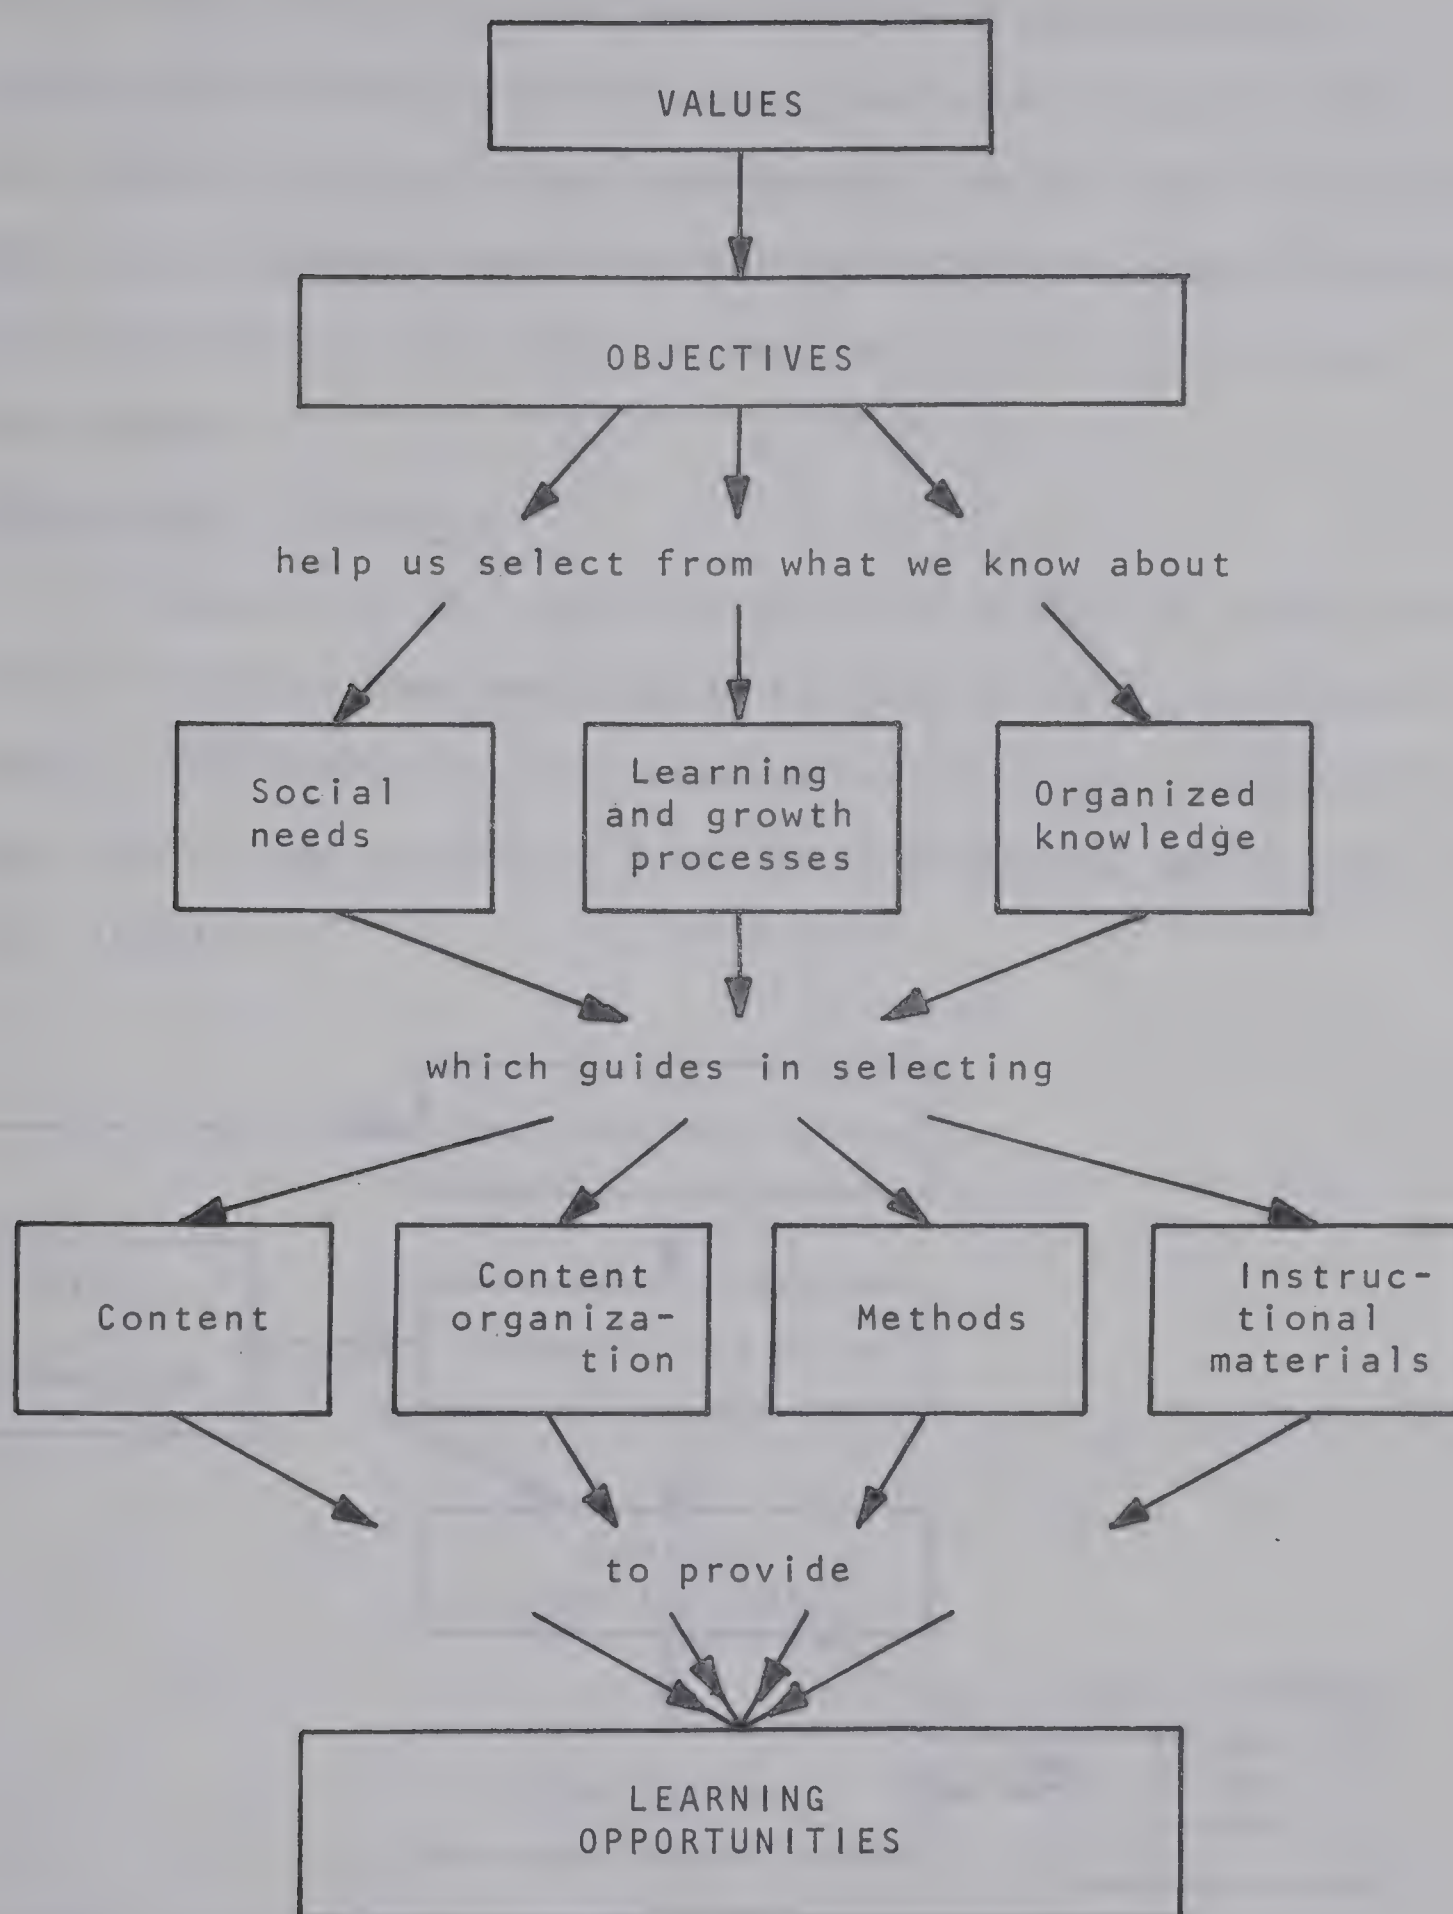 VALUES
OBJECTIVES
help us select from what we know about
Social
needs
Learning
and growth
processes
Organized
knowledge
which guides in selecting
Content
Content
organiza-
tion
Methods
Instruc-
tional
materials
to provide
LEARNING
OPPORTUNITIES